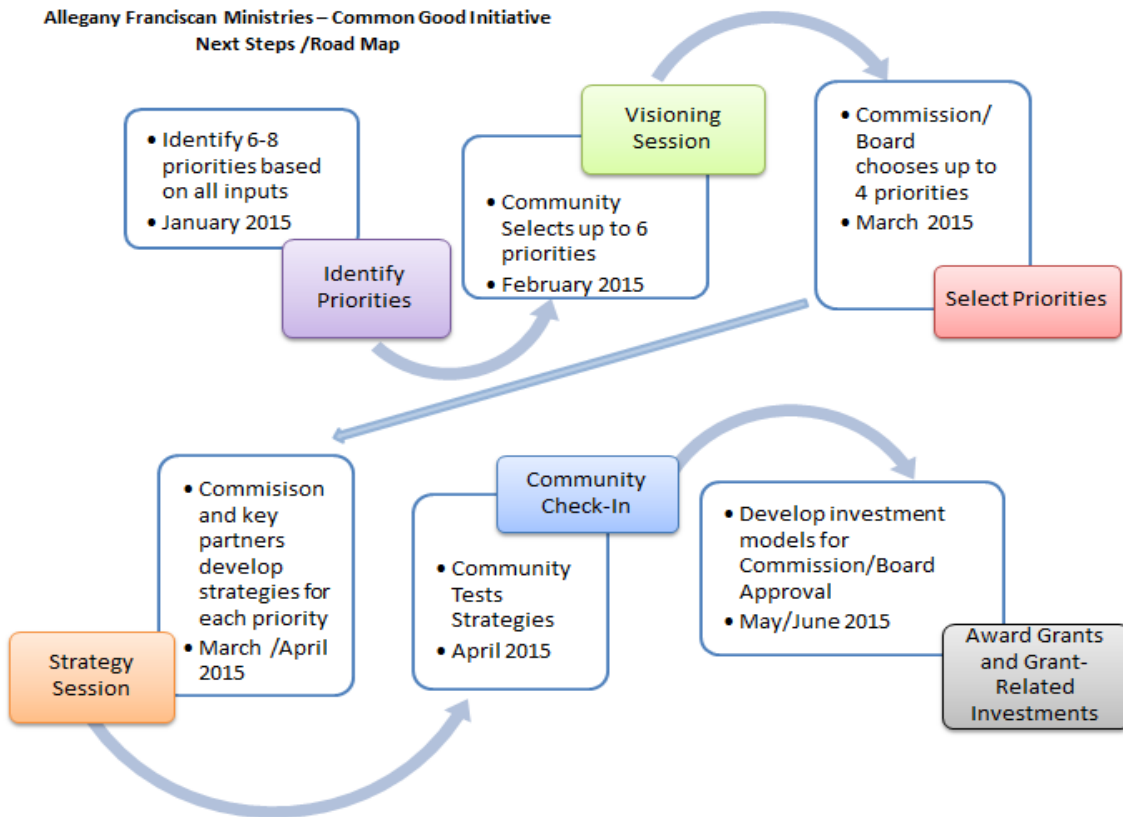 Allegany Franciscan Ministries – Common Good Initiative
Next Steps /Road Map
• Identify 6-8
priorities based
on all inputs
• January 2015
Identify
Priorities
Visioning
Session
• Community
Selects up to 6
priorities
• February 2015
• Commission/
Board
chooses up to
4 priorities
• March 2015
Select Priorities
• Commisison
and key
partners
develop
strategies for
each priority
• March /April
2015
Strategy
Session
Community
Check-In
• Community
Tests
Strategies
• April 2015
• Develop investment
models for
Commission/Board
Approval
• May/June 2015
Award Grants
and Grant-
Related
Investments